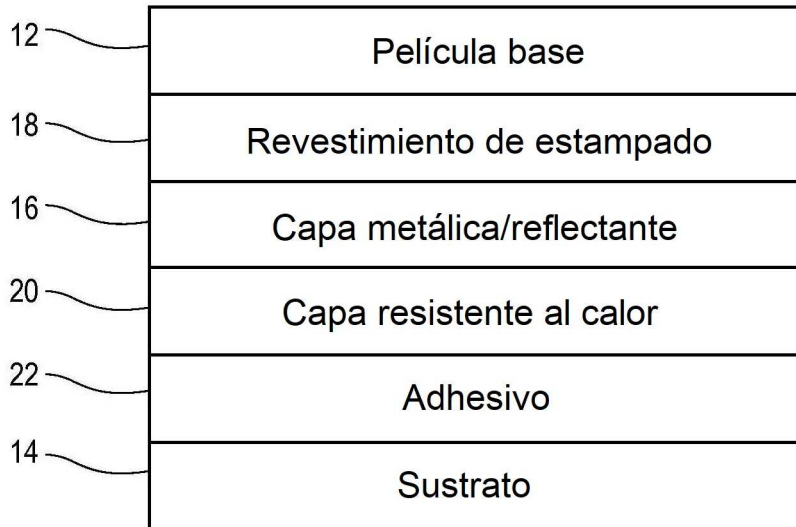 12 Película base
18 Revestimiento de estampado
16 Capa metálica/reflectante
20 Capa resistente al calor
22 Adhesivo
14 Sustrato